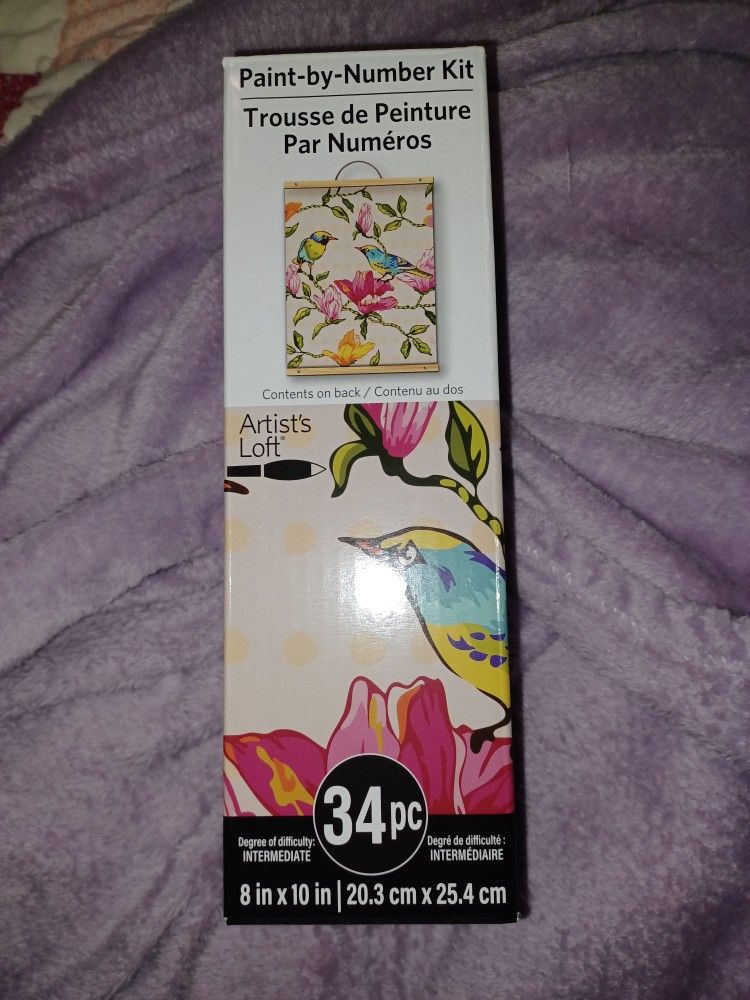 Paint-by-Number Kit
Trousse de Peinture
Par Numéros
Contents on back / Contenu au dos
Artist's
Loft®
34pc
Degree of difficulty:
INTERMEDIATE
Degré de difficulté :
INTERMÉDIAIRE
8 in x 10 in | 20.3 cm x 25.4 cm